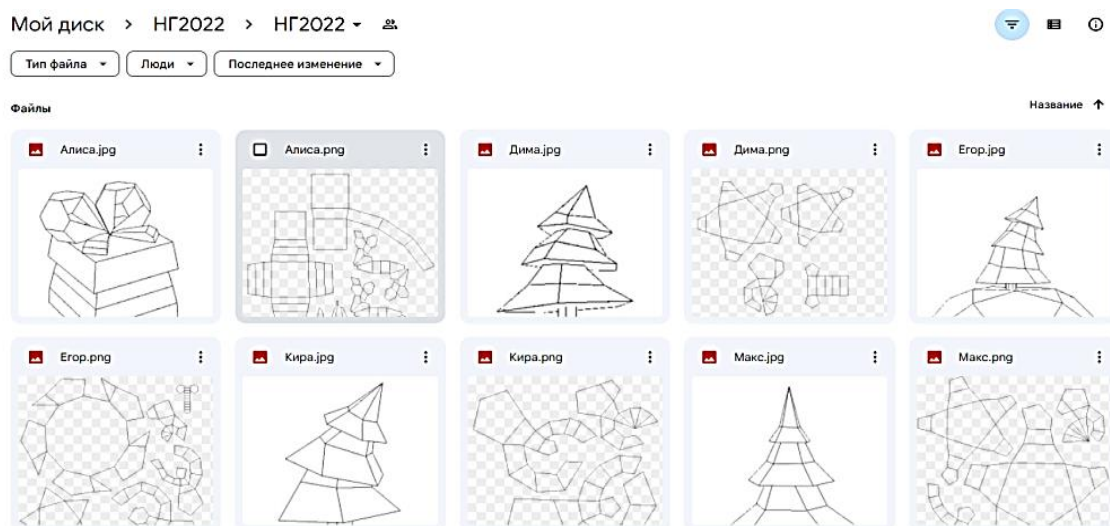 Мой диск > НГ2022 > НГ2022
Тип файла Люди Последнее изменение
Файлы Название
Алиса.jpg Алиса.png Дима.jpg Дима.png Егор.jpg
Егор.png Кира.jpg Кира.png Макс.jpg Макс.png